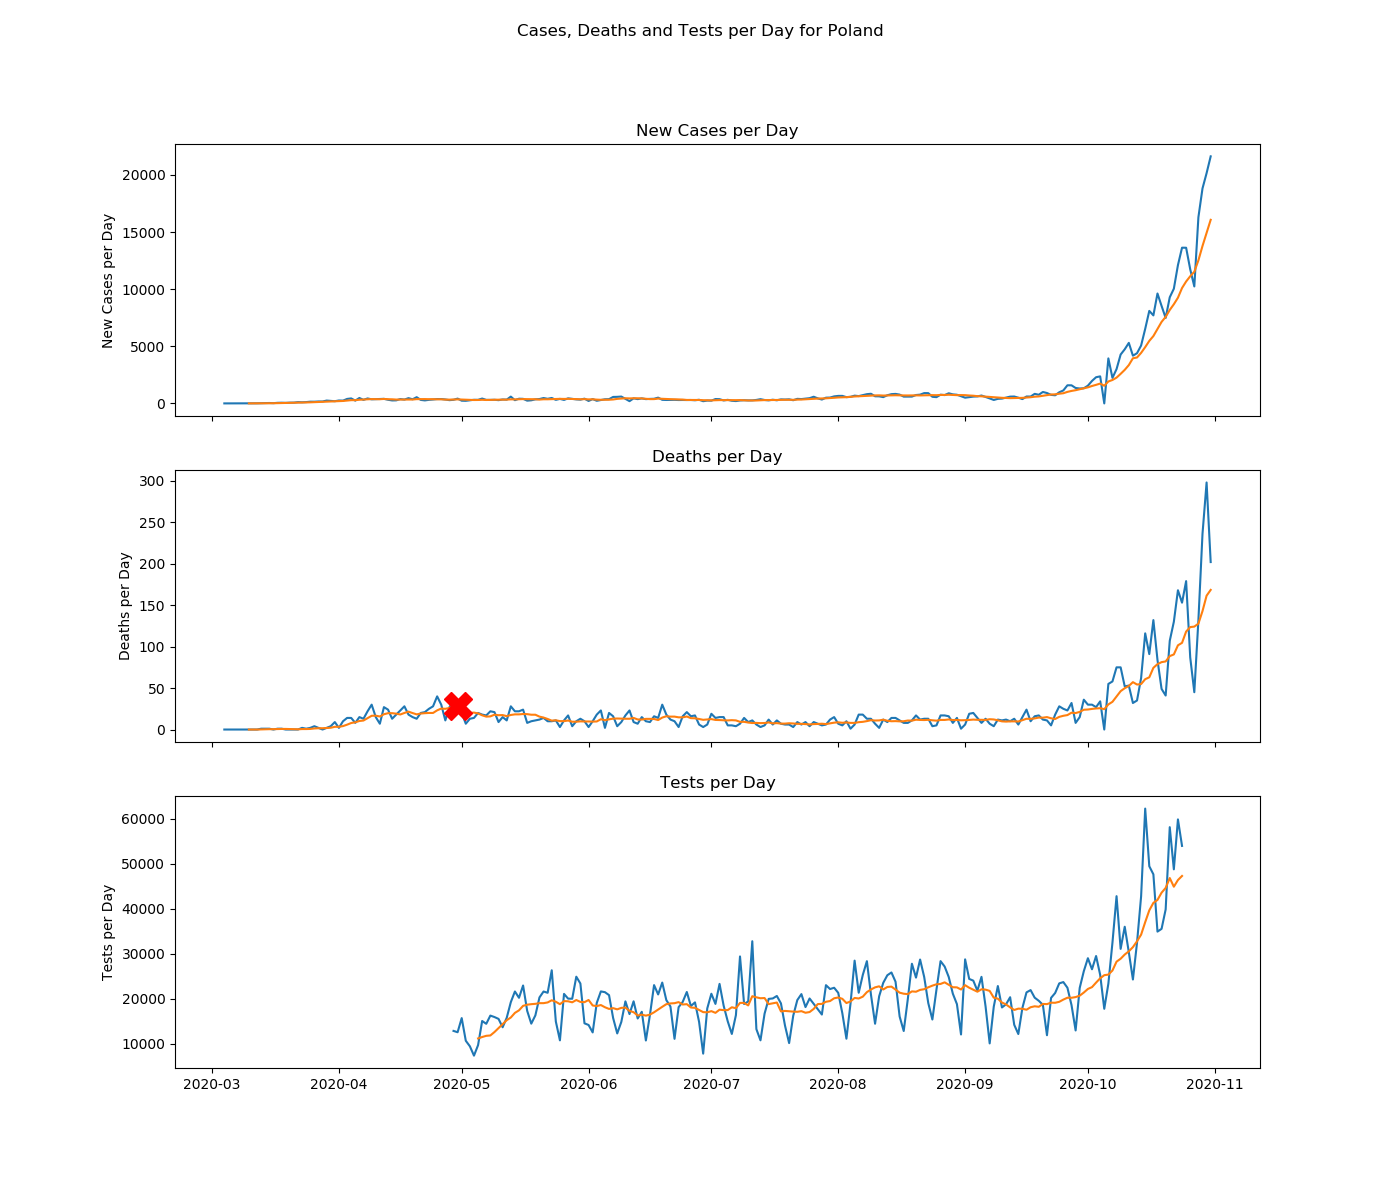 Cases, Deaths and Tests per Day for Poland
New Cases per Day
New Cases per Day
20000
15000
10000
5000
0
Deaths per Day
Deaths per Day
300
250
200
150
100
50
0
Tests per Day
Tests per Day
60000
50000
40000
30000
20000
10000
2020-03 2020-04 2020-05 2020-06 2020-07 2020-08 2020-09 2020-10 2020-11